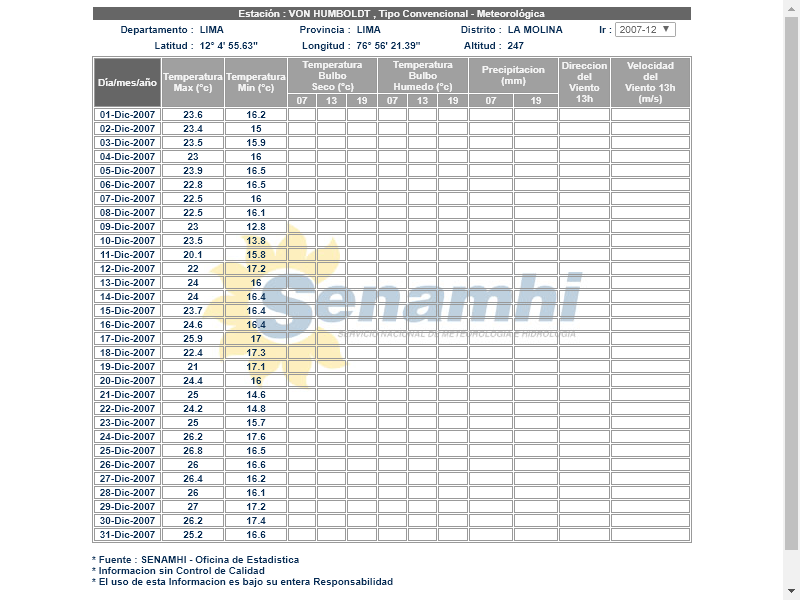 Estación : VON HUMBOLDT , Tipo Convencional - Meteorológica
Departamento : LIMA Provincia : LIMA Distrito : LA MOLINA Ir : 2007-12
Latitud : 12° 4' 55.63" Longitud : 76° 56' 21.39" Altitud : 247
Dia/mes/año Temperatura Max (°c) Temperatura Min (°c) Temperatura Bulbo Seco (°c) Temperatura Bulbo Humedo (°c) Precipitacion (mm) Direccion del Viento 13h Velocidad del Viento 13h (m/s)
07 13 19 07 13 19 07 19
01-Dic-2007 23.6 16.2
02-Dic-2007 23.4 15
03-Dic-2007 23.5 15.9
04-Dic-2007 23 16
05-Dic-2007 23.9 16.5
06-Dic-2007 22.8 16.5
07-Dic-2007 22.5 16
08-Dic-2007 22.5 16.1
09-Dic-2007 23 12.8
10-Dic-2007 23.5 13.8
11-Dic-2007 20.1 15.8
12-Dic-2007 22 17.2
13-Dic-2007 24 16
14-Dic-2007 24 16.4
15-Dic-2007 23.7 16.4
16-Dic-2007 24.6 16.4
17-Dic-2007 25.9 17
18-Dic-2007 22.4 17.3
19-Dic-2007 21 17.1
20-Dic-2007 24.4 16
21-Dic-2007 25 14.6
22-Dic-2007 24.2 14.8
23-Dic-2007 25 15.7
24-Dic-2007 26.2 17.6
25-Dic-2007 26.8 16.5
26-Dic-2007 26 16.6
27-Dic-2007 26.4 16.2
28-Dic-2007 26 16.1
29-Dic-2007 27 17.2
30-Dic-2007 26.2 17.4
31-Dic-2007 25.2 16.6
Senamhi
SERVICIO NACIONAL DE METEOROLOGIA E HIDROLOGIA
* Fuente : SENAMHI - Oficina de Estadistica
* Informacion sin Control de Calidad
* El uso de esta Informacion es bajo su entera Responsabilidad